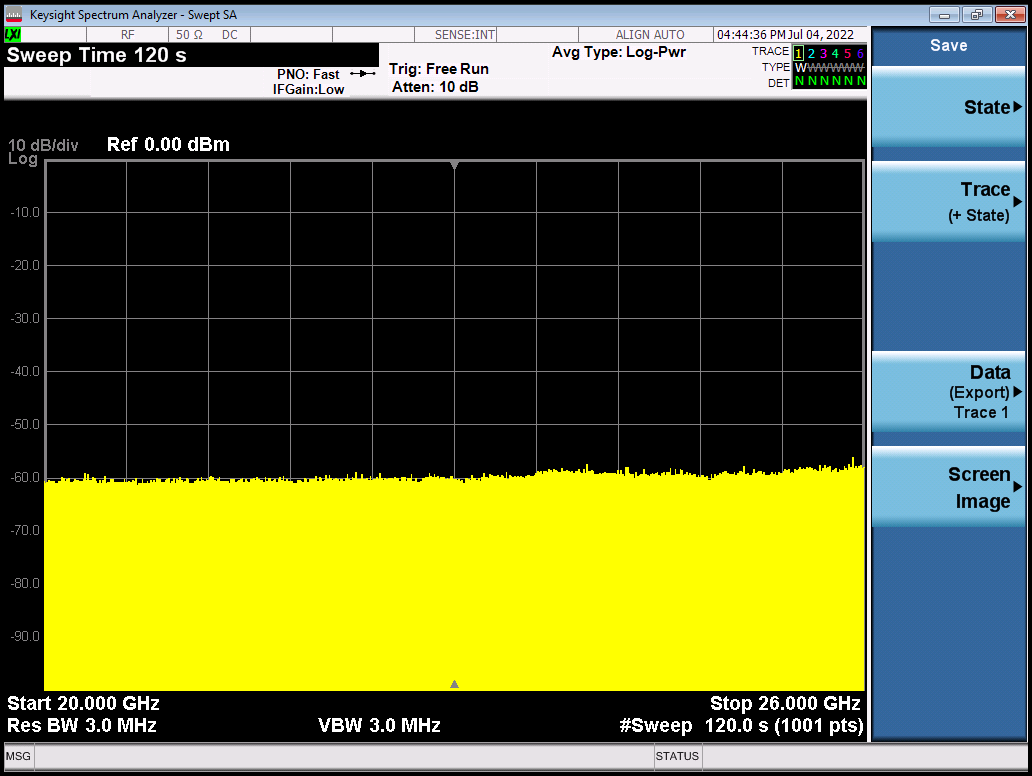 Keysight Spectrum Analyzer - Swept SA
LXI RF 50 Ω DC SENSE:INT ALIGN AUTO 04:44:36 PM Jul 04, 2022
Sweep Time 120 s
PNO: Fast
IFGain:Low
Trig: Free Run
Atten: 10 dB
Avg Type: Log-Pwr
TRACE 1 2 3 4 5 6
TYPE W W W W W W
DET N N N N N N
10 dB/div
Log
Ref 0.00 dBm
-10.0
-20.0
-30.0
-40.0
-50.0
-60.0
-70.0
-80.0
-90.0
Start 20.000 GHz
Stop 26.000 GHz
Res BW 3.0 MHz
VBW 3.0 MHz
#Sweep 120.0 s (1001 pts)
MSG
STATUS
Save
State
Trace
(+ State)
Data
(Export)
Trace 1
Screen
Image